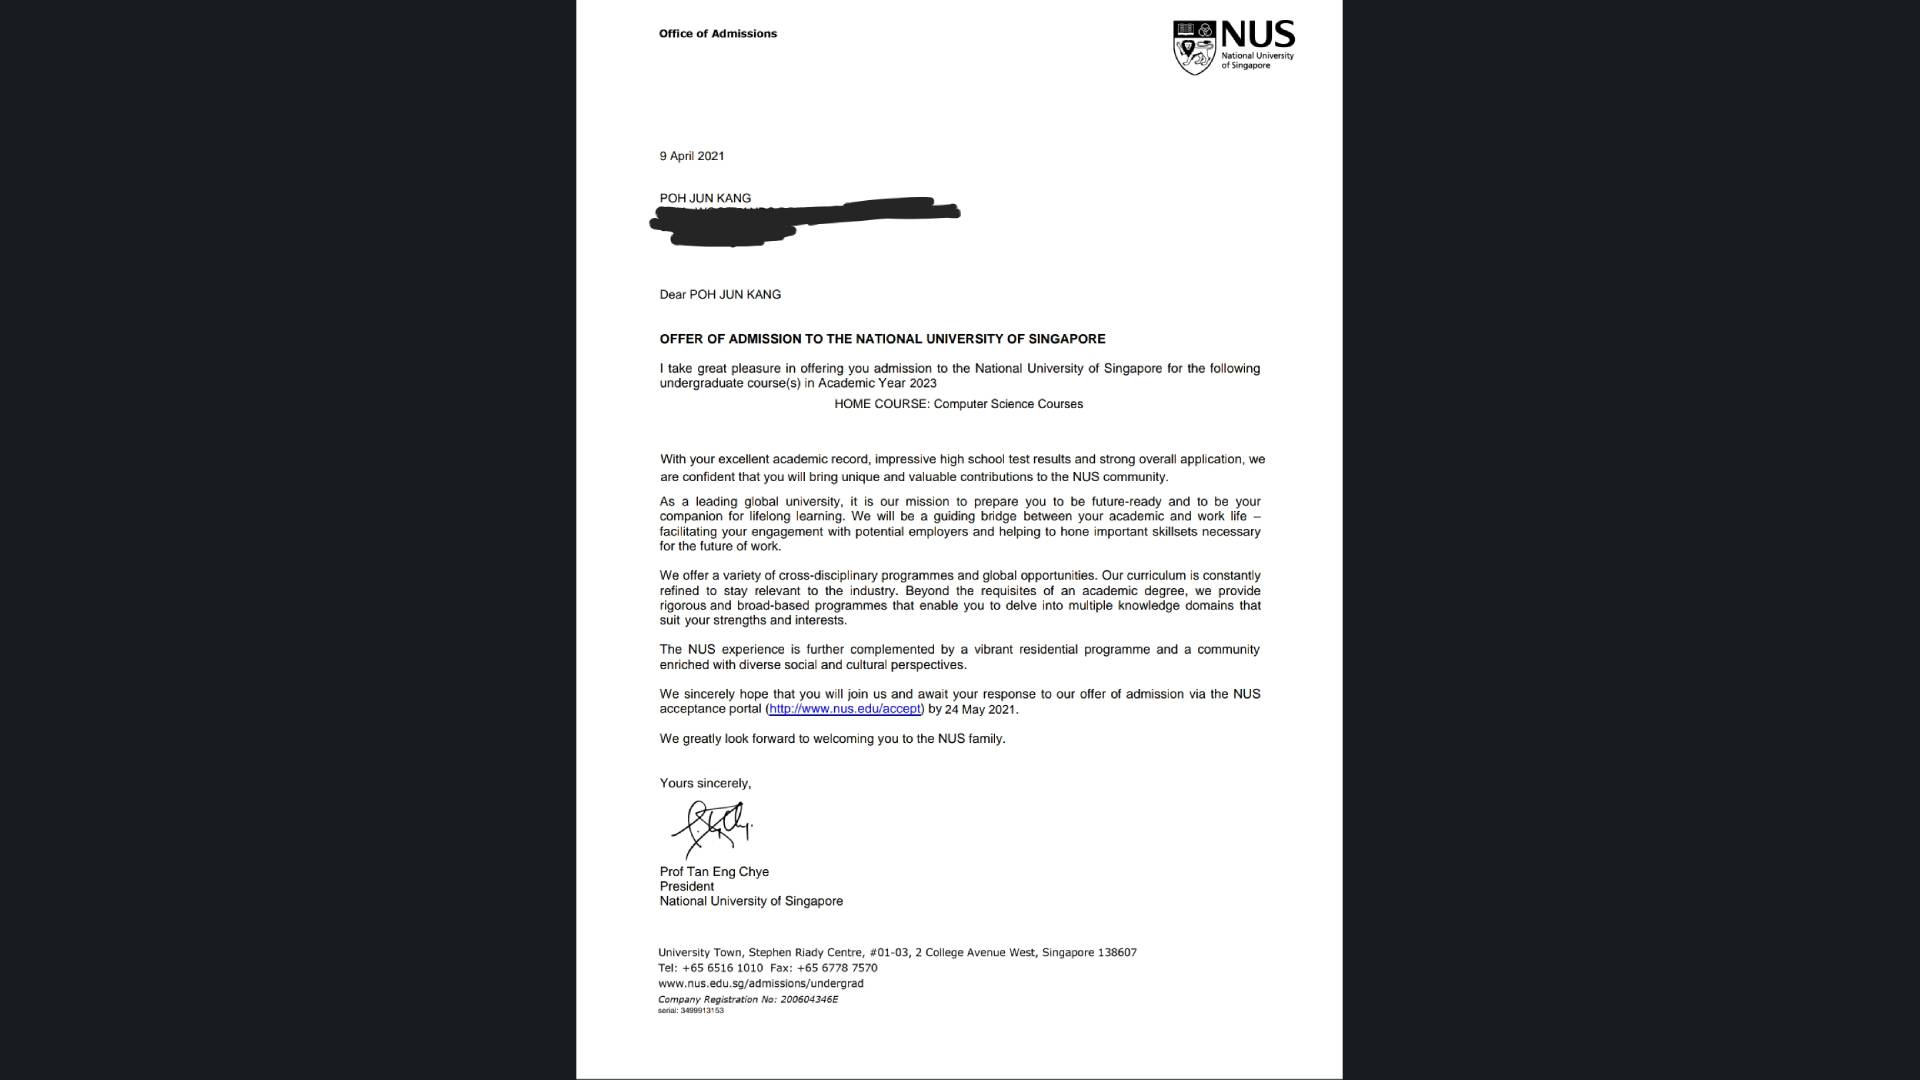 Office of Admissions
NUS
National University
of Singapore
9 April 2021
POH JUN KANG
Dear POH JUN KANG
OFFER OF ADMISSION TO THE NATIONAL UNIVERSITY OF SINGAPORE
I take great pleasure in offering you admission to the National University of Singapore for the following
undergraduate course(s) in Academic Year 2023
HOME COURSE: Computer Science Courses
With your excellent academic record, impressive high school test results and strong overall application, we
are confident that you will bring unique and valuable contributions to the NUS community.
As a leading global university, it is our mission to prepare you to be future-ready and to be your
companion for lifelong learning. We will be a guiding bridge between your academic and work life –
facilitating your engagement with potential employers and helping to hone important skillsets necessary
for the future of work.
We offer a variety of cross-disciplinary programmes and global opportunities. Our curriculum is constantly
refined to stay relevant to the industry. Beyond the requisites of an academic degree, we provide
rigorous and broad-based programmes that enable you to delve into multiple knowledge domains that
suit your strengths and interests.
The NUS experience is further complemented by a vibrant residential programme and a community
enriched with diverse social and cultural perspectives.
We sincerely hope that you will join us and await your response to our offer of admission via the NUS
acceptance portal (http://www.nus.edu/accept) by 24 May 2021.
We greatly look forward to welcoming you to the NUS family.
Yours sincerely,
Prof Tan Eng Chye
President
National University of Singapore
University Town, Stephen Riady Centre, #01-03, 2 College Avenue West, Singapore 138607
Tel: +65 6516 1010 Fax: +65 6778 7570
www.nus.edu.sg/admissions/undergrad
Company Registration No: 200604346E
serial: 3499913153